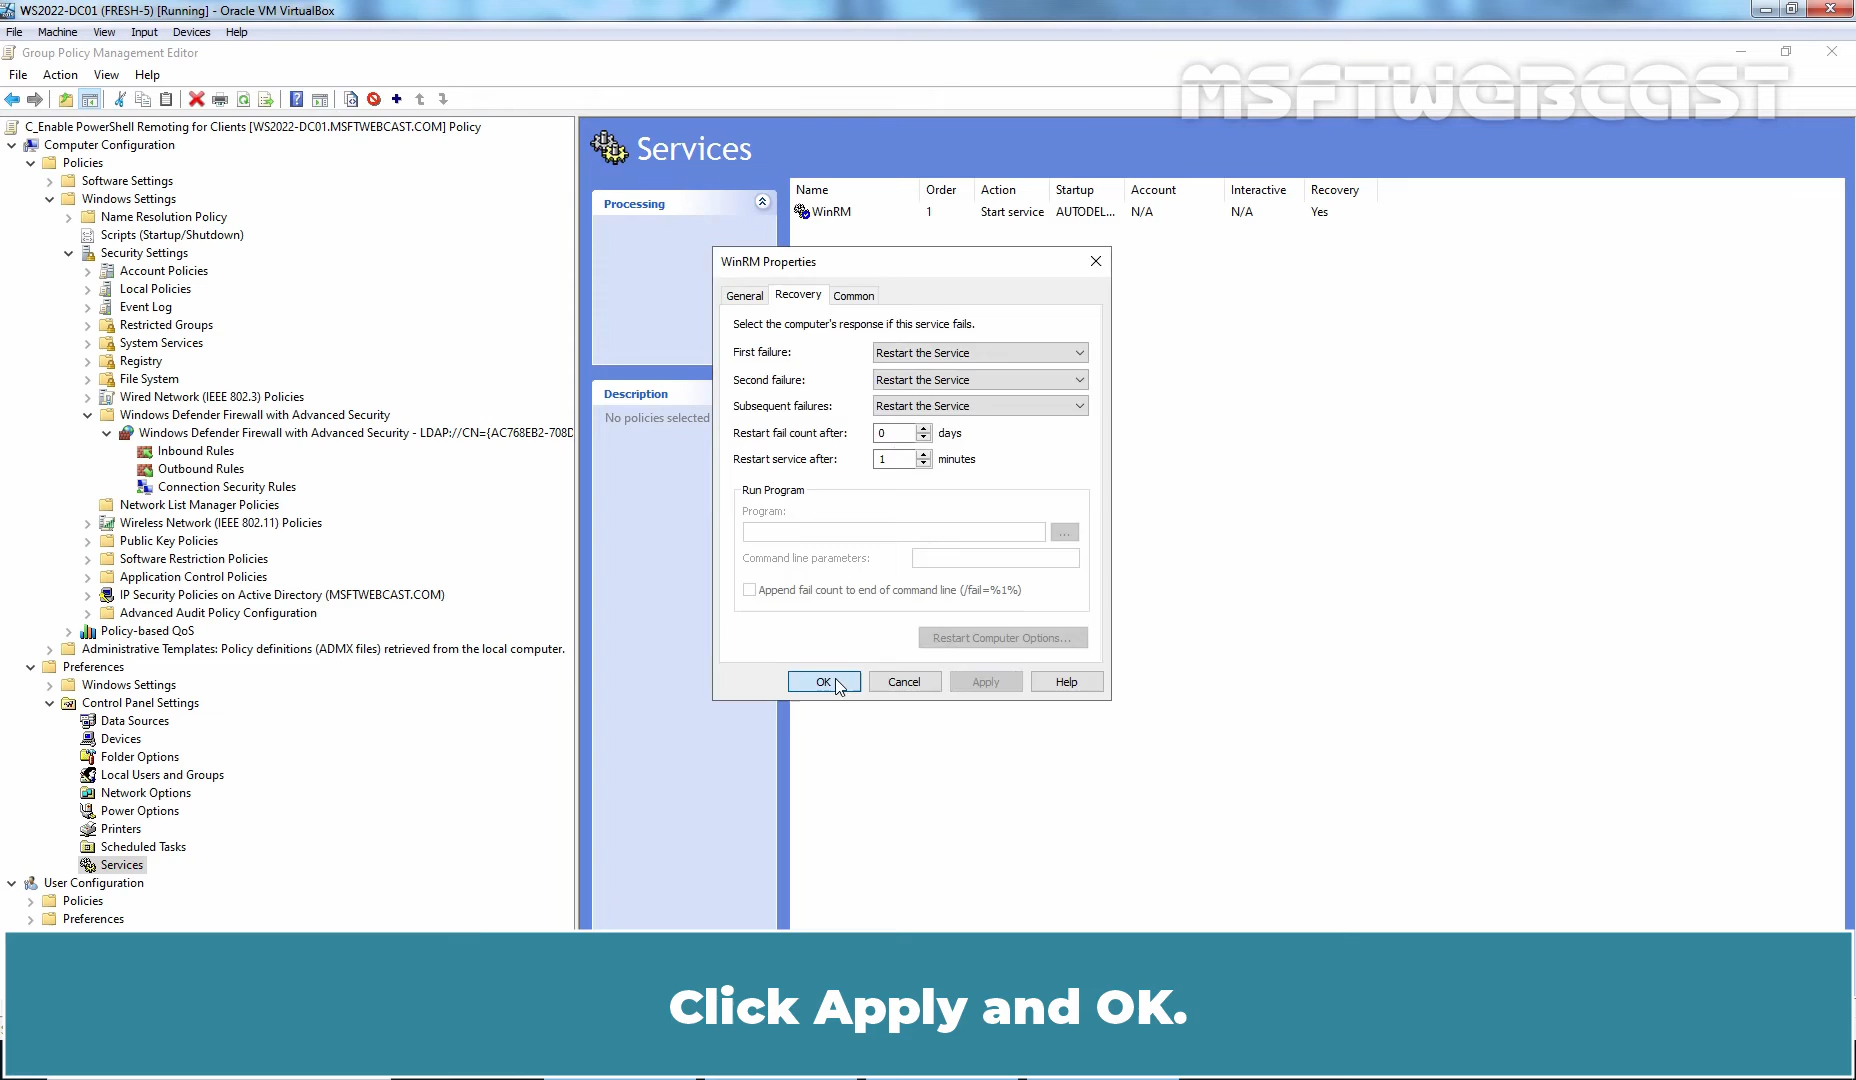 WS2022-DC01 (FRESH-5) [Running] - Oracle VM VirtualBox
File Machine View Input Devices Help
Group Policy Management Editor
File Action View Help
MSFTWEBCAST
C_Enable PowerShell Remoting for Clients [WS2022-DC01.MSFTWEBCAST.COM] Policy
Computer Configuration
Policies
Software Settings
Windows Settings
Name Resolution Policy
Scripts (Startup/Shutdown)
Security Settings
Account Policies
Local Policies
Event Log
Restricted Groups
System Services
Registry
File System
Wired Network (IEEE 802.3) Policies
Windows Defender Firewall with Advanced Security
Windows Defender Firewall with Advanced Security - LDAP://CN={AC768EB2-708D
Inbound Rules
Outbound Rules
Connection Security Rules
Network List Manager Policies
Wireless Network (IEEE 802.11) Policies
Public Key Policies
Software Restriction Policies
Application Control Policies
IP Security Policies on Active Directory (MSFTWEBCAST.COM)
Advanced Audit Policy Configuration
Policy-based QoS
Administrative Templates: Policy definitions (ADMX files) retrieved from the local computer.
Preferences
Windows Settings
Control Panel Settings
Data Sources
Devices
Folder Options
Local Users and Groups
Network Options
Power Options
Printers
Scheduled Tasks
Services
User Configuration
Policies
Preferences
Services
Processing
Description
No policies selected
Name Order Action Startup Account Interactive Recovery
WinRM 1 Start service AUTODEL... N/A N/A Yes
WinRM Properties
General Recovery Common
Select the computer's response if this service fails.
First failure: Restart the Service
Second failure: Restart the Service
Subsequent failures: Restart the Service
Restart fail count after: 0 days
Restart service after: 1 minutes
Run Program
Program:
...
Command line parameters:
Append fail count to end of command line (/fail=%1%)
Restart Computer Options...
OK Cancel Apply Help
Click Apply and OK.